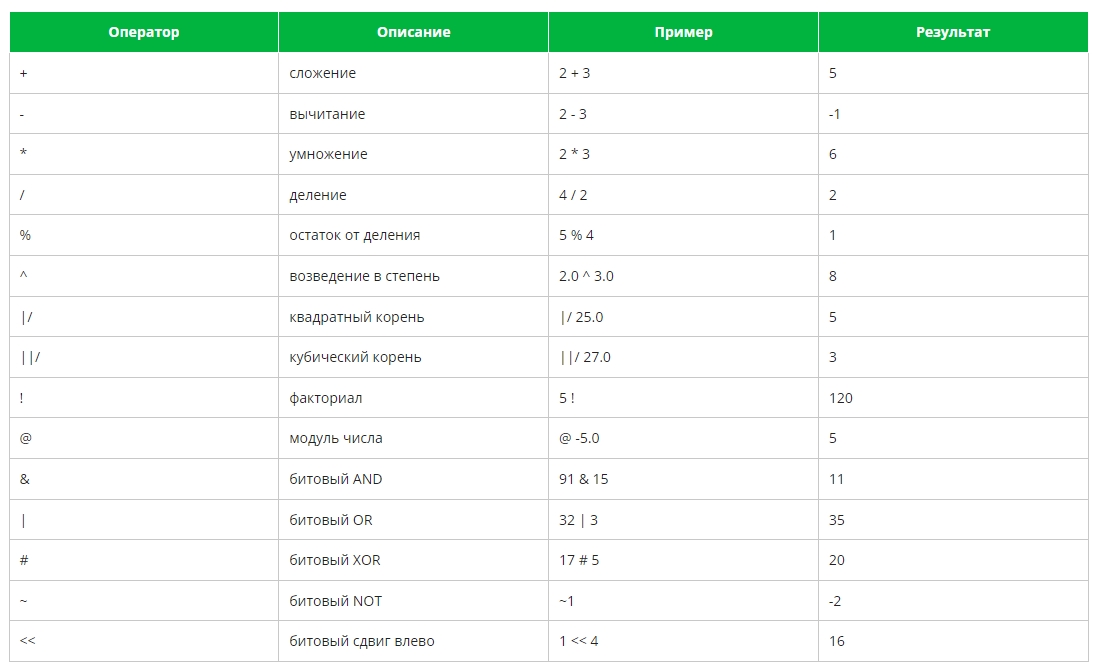 Оператор Описание Пример Результат
+ сложение 2 + 3 5
- вычитание 2 - 3 -1
* умножение 2 * 3 6
/ деление 4 / 2 2
% остаток от деления 5 % 4 1
^ возведение в степень 2.0 ^ 3.0 8
|/ квадратный корень |/ 25.0 5
||/ кубический корень ||/ 27.0 3
! факториал 5 ! 120
@ модуль числа @ -5.0 5
& битовый AND 91 & 15 11
| битовый OR 32 | 3 35
# битовый XOR 17 # 5 20
~ битовый NOT ~1 -2
<< битовый сдвиг влево 1 << 4 16